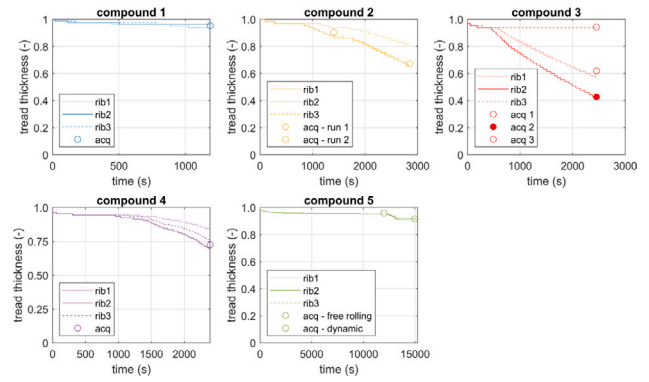 compound 1
tread thickness (-)
1
0.8
0.6
0.4
0.2
0
rib1
rib2
rib3
acq
0
500
1000
time (s)
compound 2
tread thickness (-)
1
0.8
0.6
0.4
0.2
0
rib1
rib2
rib3
acq - run 1
acq - run 2
0
1000
2000
3000
time (s)
compound 3
tread thickness (-)
1
0.8
0.6
0.4
0.2
0
rib1
rib2
rib3
acq 1
acq 2
acq 3
0
1000
2000
3000
time (s)
compound 4
tread thickness (-)
1.0
0.75
0.50
0.25
0
rib1
rib2
rib3
acq
0
500
1000
1500
2000
time (s)
compound 5
tread thickness (-)
1.0
0.8
0.6
0.4
0.2
0.0
rib1
rib2
rib3
acq - free rolling
acq - dynamic
0
5000
10000
15000
time (s)